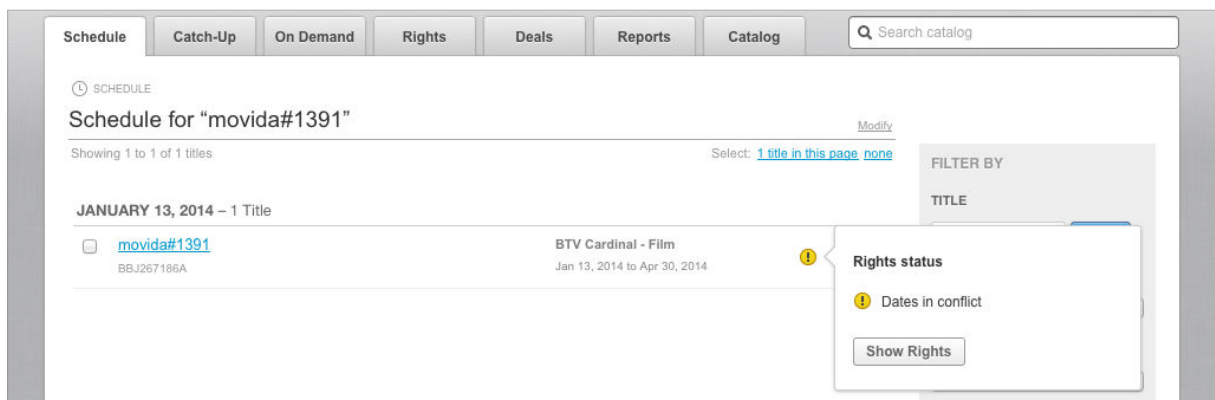 Schedule Catch-Up On Demand Rights Deals Reports Catalog Search catalog
SCHEDULE
Schedule for “movida#1391”
Modify
Showing 1 to 1 of 1 titles Select: 1 title in this page none
FILTER BY
TITLE
JANUARY 13, 2014 – 1 Title
movida#1391 BTV Cardinal - Film
BBJ267186A Jan 13, 2014 to Apr 30, 2014
Rights status
Dates in conflict
Show Rights